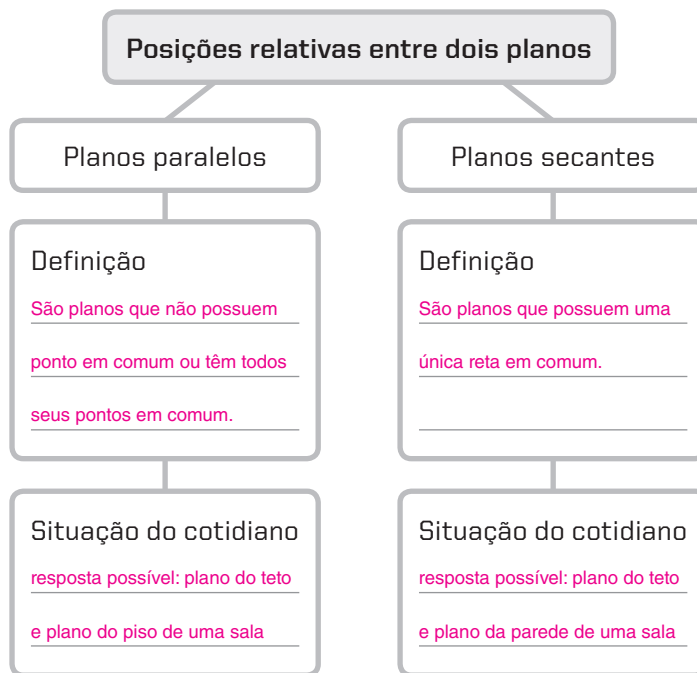 Posições relativas entre dois planos
Planos paralelos
Definição
São planos que não possuem
ponto em comum ou têm todos
seus pontos em comum.
Situação do cotidiano
resposta possível: plano do teto
e plano do piso de uma sala
Planos secantes
Definição
São planos que possuem uma
única reta em comum.
Situação do cotidiano
resposta possível: plano do teto
e plano da parede de uma sala